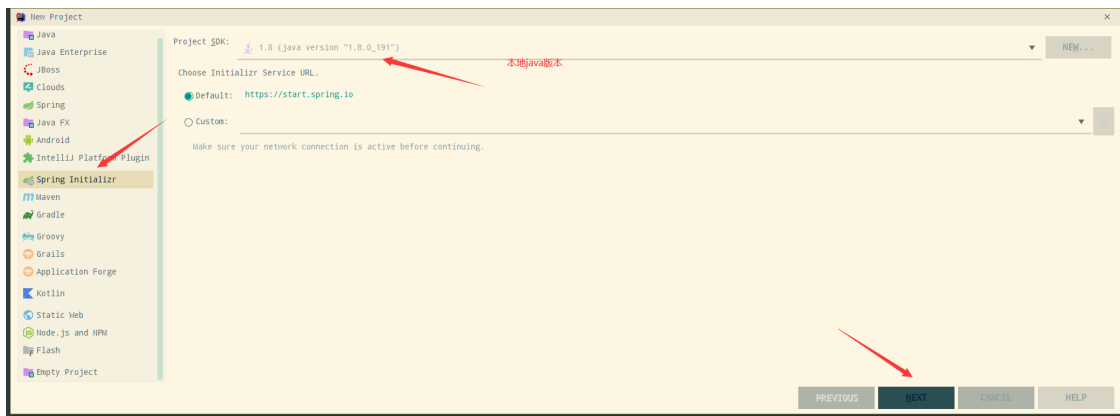 New Project
Java
Java Enterprise
JBoss
Clouds
Spring
Java FX
Android
IntelliJ Platform Plugin
Spring Initializr
Maven
Gradle
Groovy
Grails
Application Forge
Kotlin
Static Web
Node.js and NPM
Flash
Empty Project
Project SDK:
1.8 (java version "1.8.0_191")
NEW...
本地java版本
Choose Initializr Service URL.
Default: https://start.spring.io
Custom:
Make sure your network connection is active before continuing.
PREVIOUS
NEXT
CANCEL
HELP